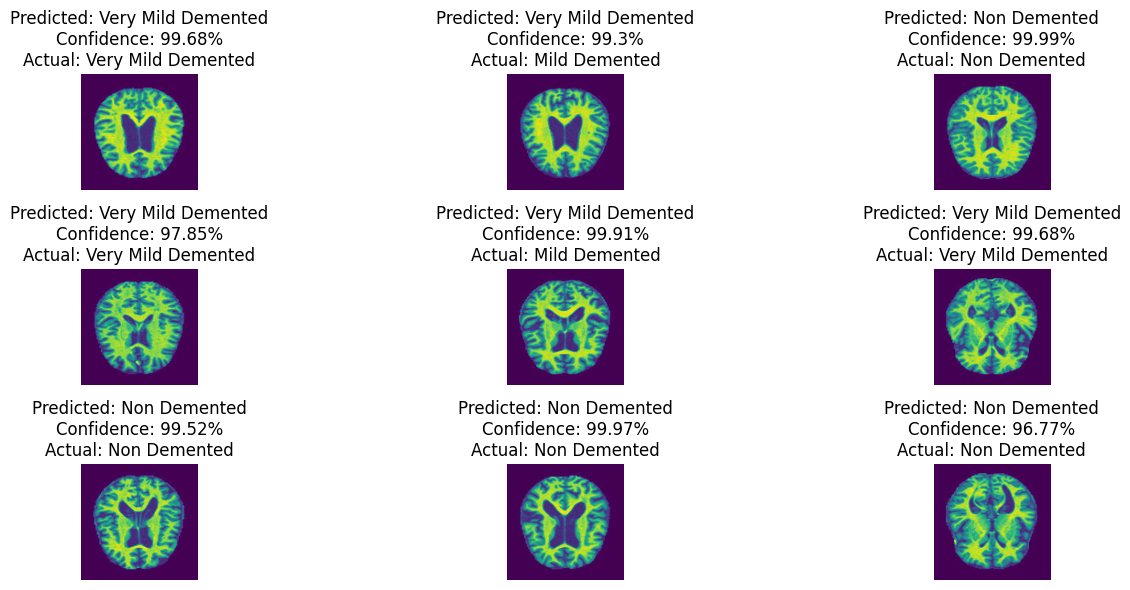 Predicted: Very Mild Demented
Confidence: 99.68%
Actual: Very Mild Demented
Predicted: Very Mild Demented
Confidence: 99.3%
Actual: Mild Demented
Predicted: Non Demented
Confidence: 99.99%
Actual: Non Demented
Predicted: Very Mild Demented
Confidence: 97.85%
Actual: Very Mild Demented
Predicted: Very Mild Demented
Confidence: 99.91%
Actual: Mild Demented
Predicted: Very Mild Demented
Confidence: 99.68%
Actual: Very Mild Demented
Predicted: Non Demented
Confidence: 99.52%
Actual: Non Demented
Predicted: Non Demented
Confidence: 99.97%
Actual: Non Demented
Predicted: Non Demented
Confidence: 96.77%
Actual: Non Demented